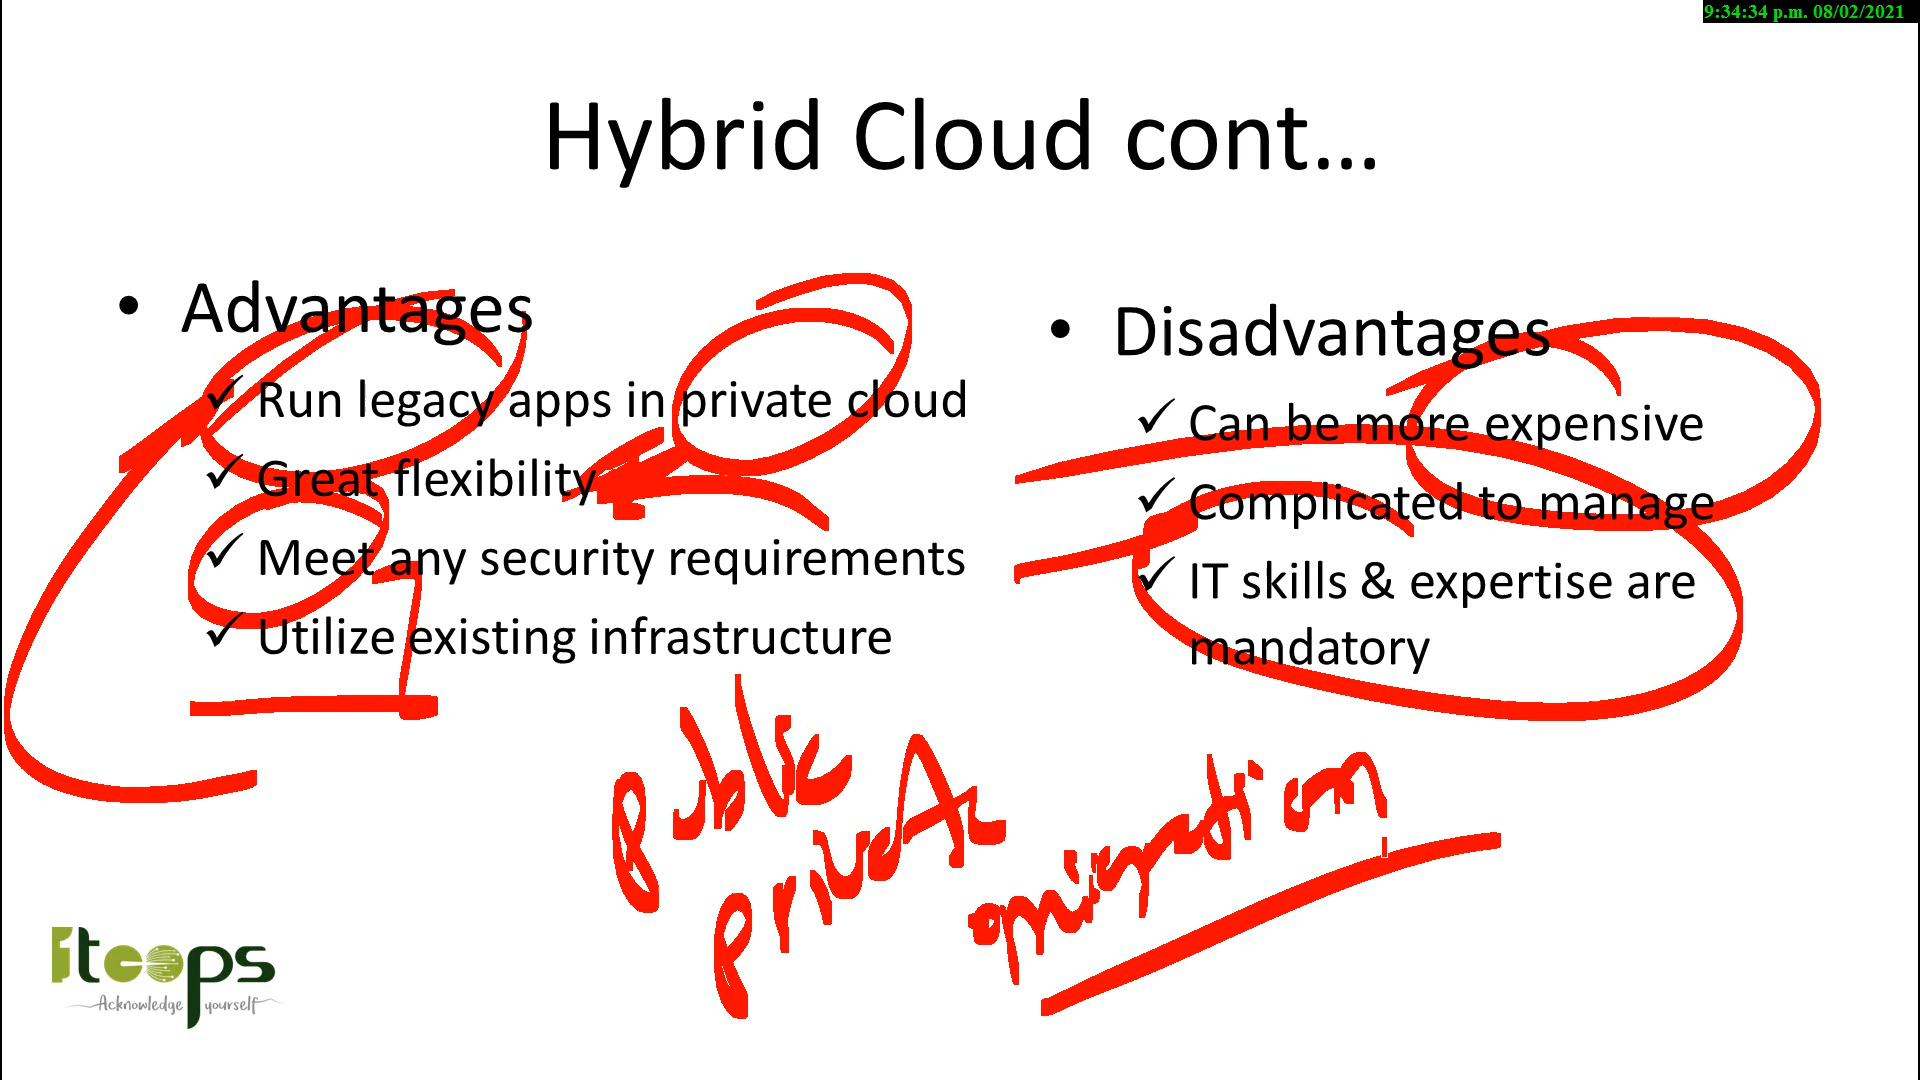 9:34:34 p.m. 08/02/2021
Hybrid Cloud cont...
• Advantages
✓ Run legacy apps in private cloud
✓ Great flexibility
✓ Meet any security requirements
✓ Utilize existing infrastructure
• Disadvantages
✓ Can be more expensive
✓ Complicated to manage
✓ IT skills & expertise are
mandatory
public
private
migration
iteeops
Acknowledge yourself